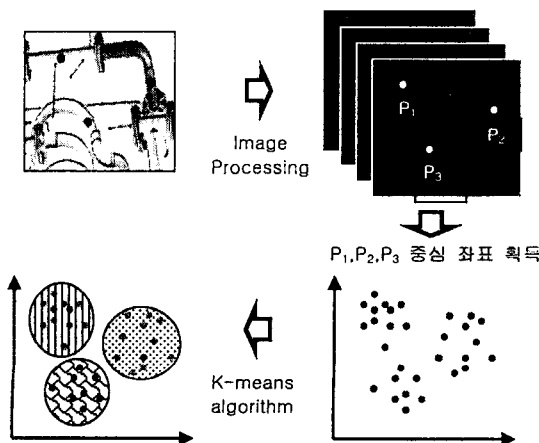 Image
Processing
P₁
P₂
P₃
P₁,P₂,P₃ 중심 좌표 획득
K-means
algorithm